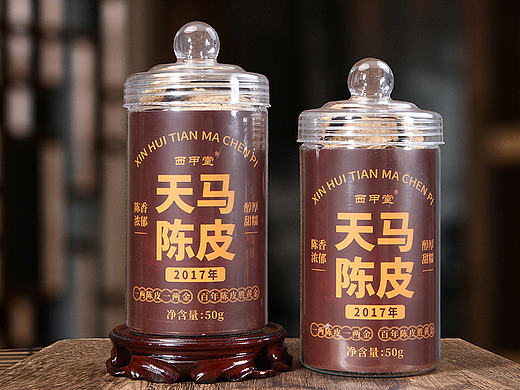 XIN HUI TIAN MA CHEN PI
西甲堂®
天马
陈皮
陈香
浓郁
醇厚
甜糯
2017年
一两陈皮一两金 百年陈皮胜黄金
净含量:50g
XIN HUI TIAN MA CHEN PI
西甲堂®
天马
陈皮
陈香
浓郁
醇厚
甜糯
2017年
一两陈皮一两金 百年陈皮胜黄金
净含量:50g